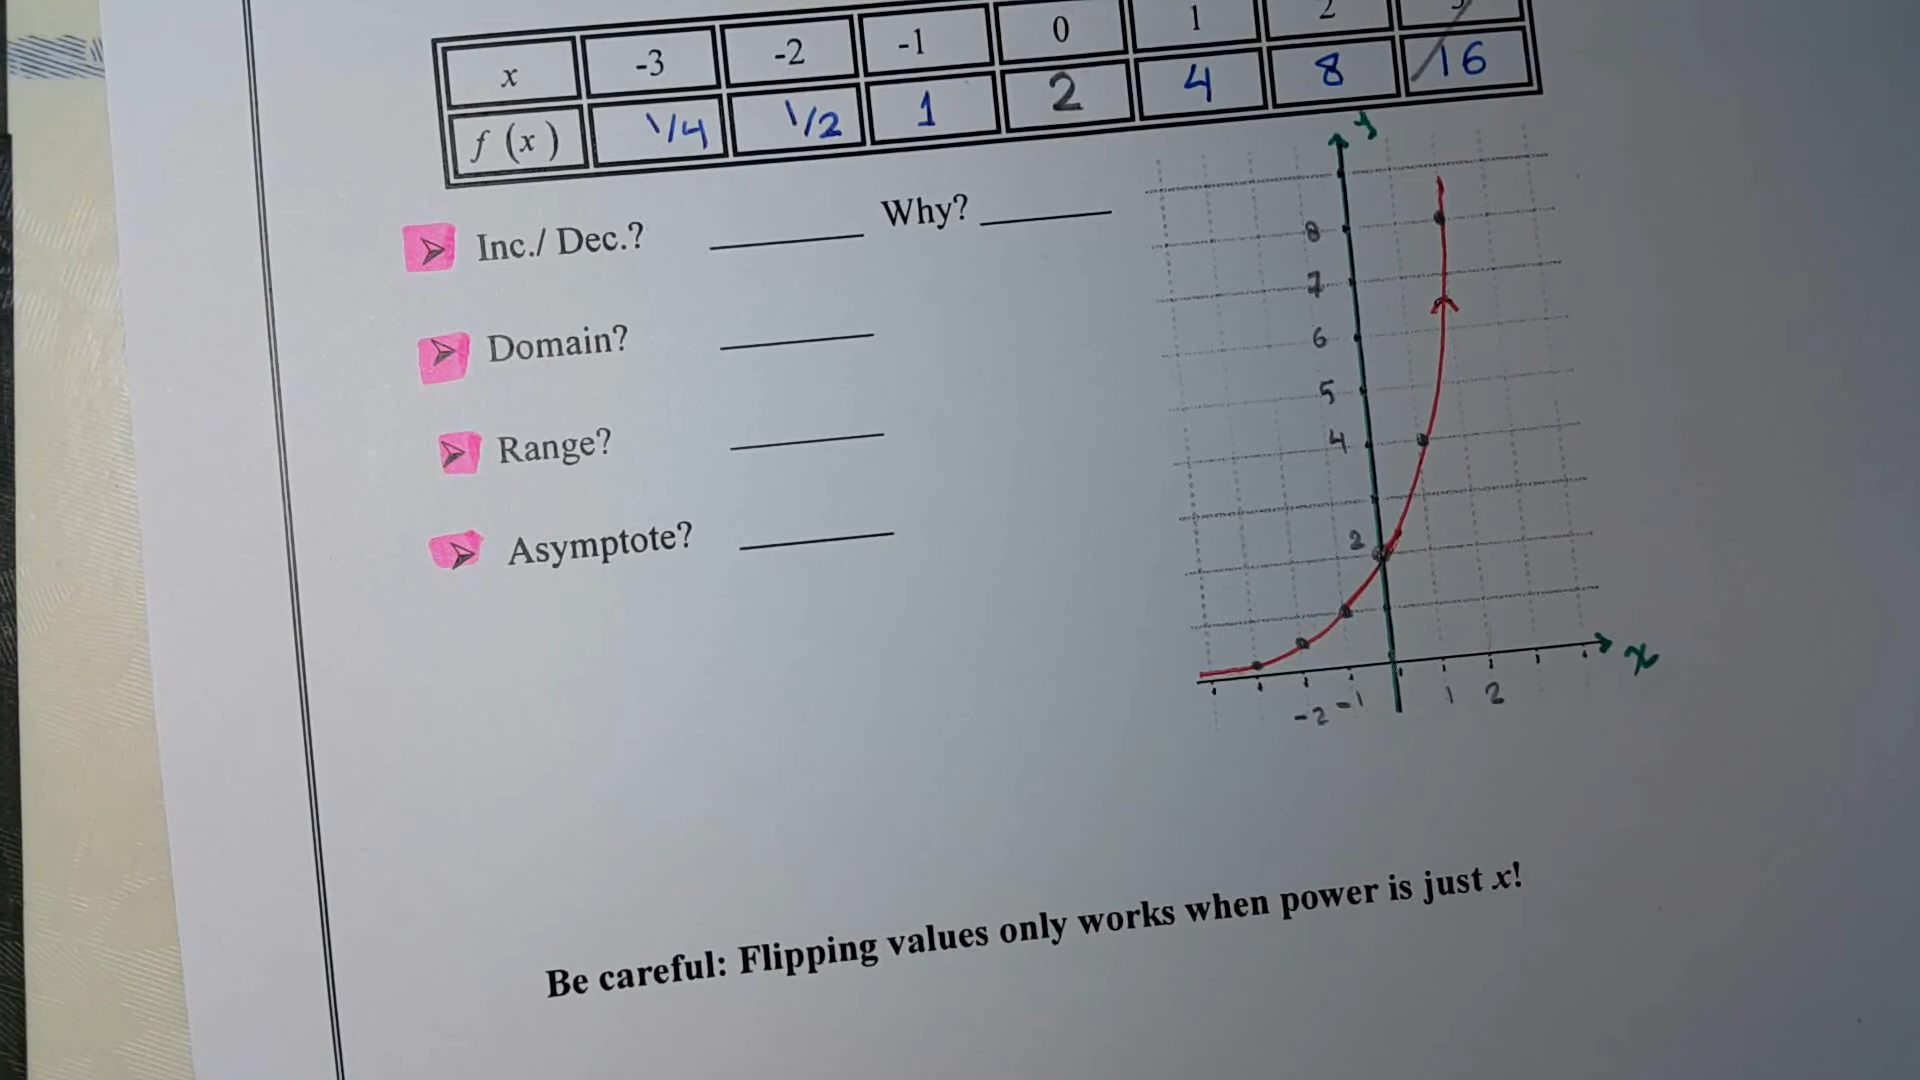 x -3 -2 -1 0 1 2
f (x) 1/4 1/2 1 2 4 8 16
Inc./ Dec.? Why?
Domain?
Range?
Asymptote?
y
8
7
6
5
4
2
x
-2 -1 1 2
Be careful: Flipping values only works when power is just x!